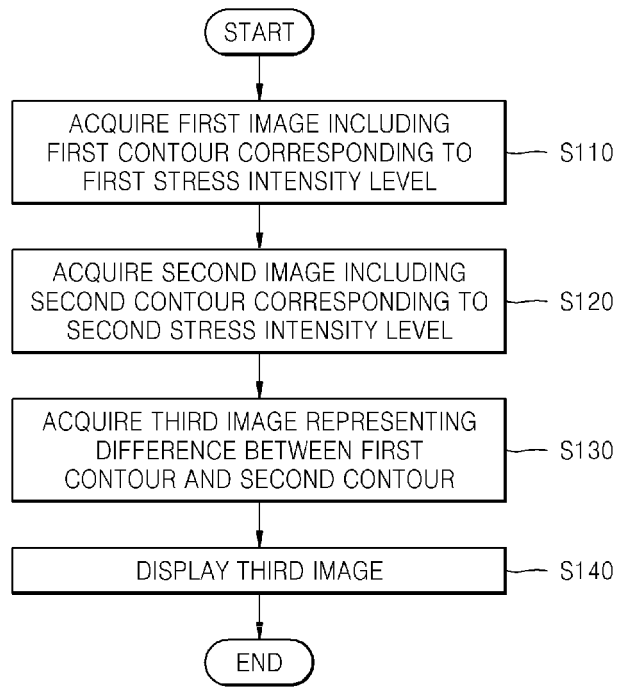 START
ACQUIRE FIRST IMAGE INCLUDING
FIRST CONTOUR CORRESPONDING TO
FIRST STRESS INTENSITY LEVEL
S110
ACQUIRE SECOND IMAGE INCLUDING
SECOND CONTOUR CORRESPONDING TO
SECOND STRESS INTENSITY LEVEL
S120
ACQUIRE THIRD IMAGE REPRESENTING
DIFFERENCE BETWEEN FIRST
CONTOUR AND SECOND CONTOUR
S130
DISPLAY THIRD IMAGE
S140
END